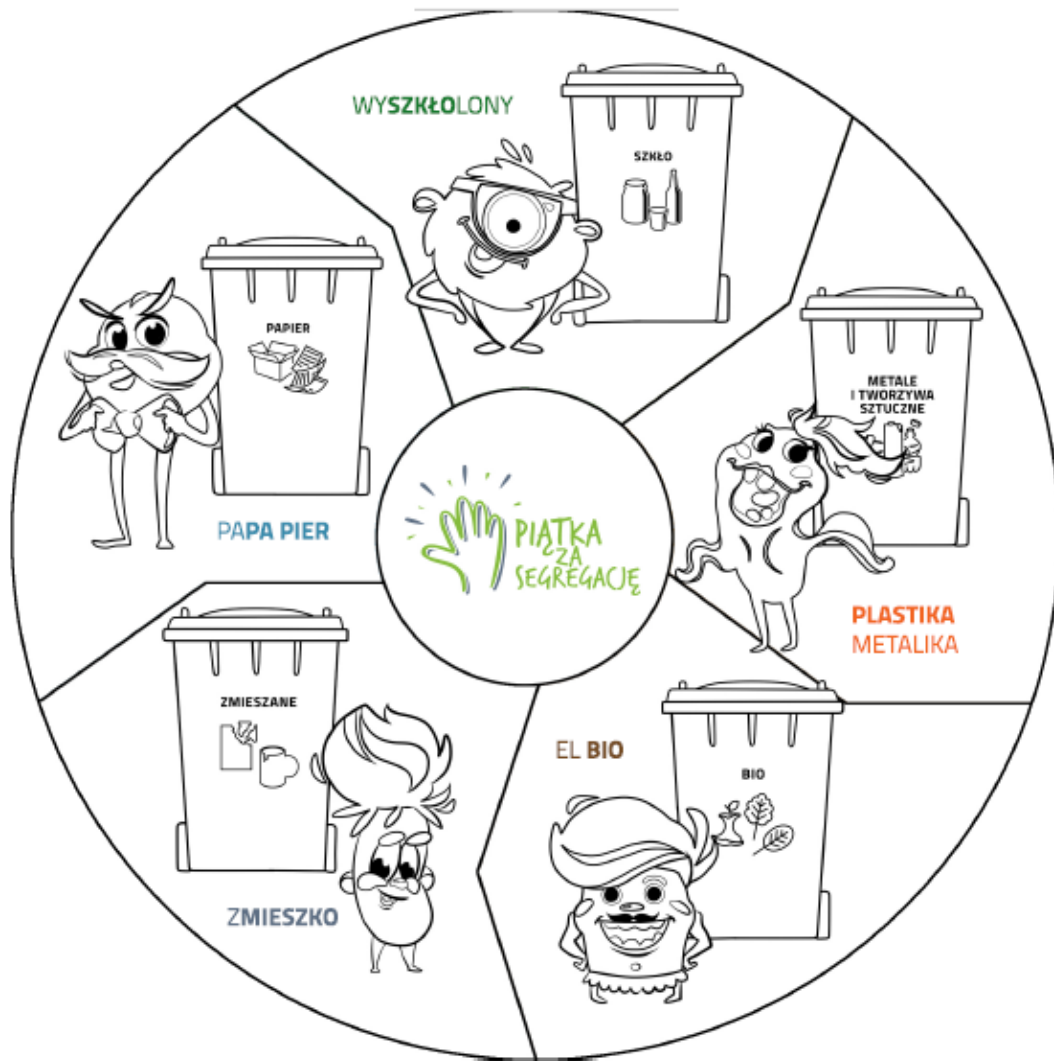 WYSZKŁOLONY
SZKŁO
PAPIER
PAPA PIER
METALE
I TWORZYWA
SZTUCZNE
PLASTIKA
METALIKA
PIĄTKA
ZA
SEGREGACJĘ
ZMIESZANE
ZMIESZKO
EL BIO
BIO